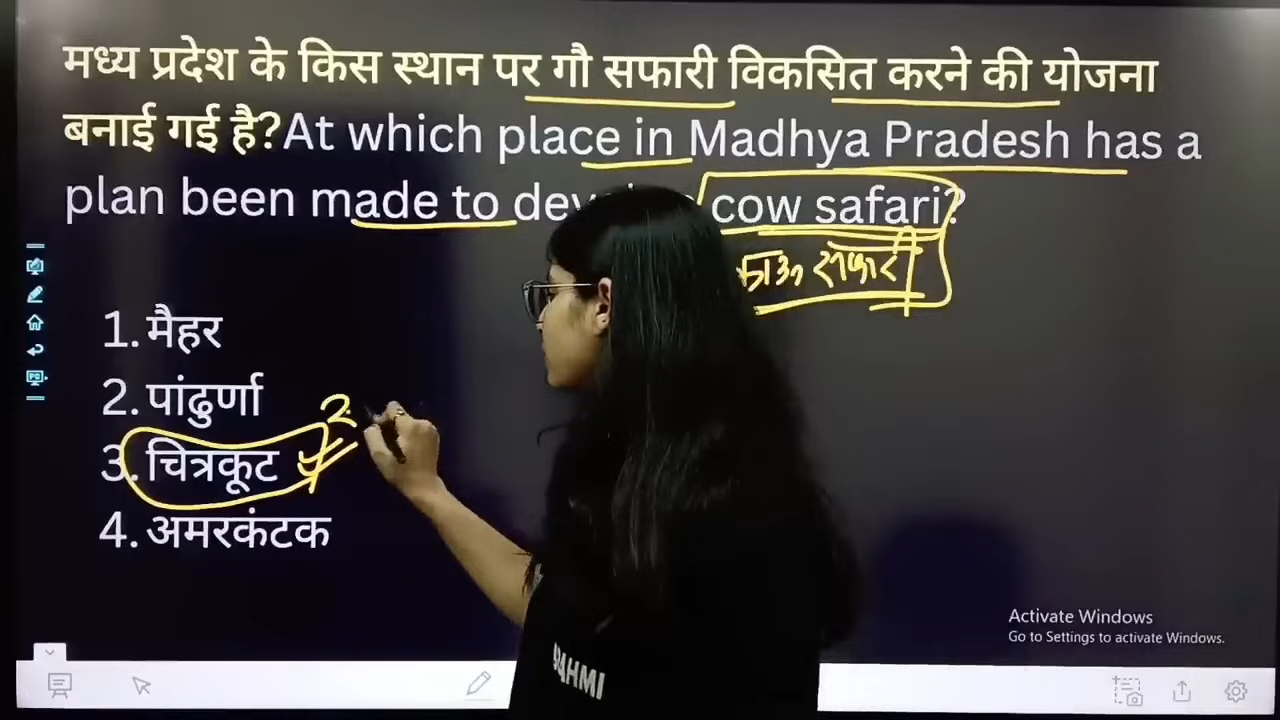 मध्य प्रदेश के किस स्थान पर गौ सफारी विकसित करने की योजना
बनाई गई है?At which place in Madhya Pradesh has a
plan been made to cow safari?
काउ सफारी
1. मैहर
2. पांढुर्णा
2.
3. चित्रकूट
4. अमरकंटक
Activate Windows
Go to Settings to activate Windows.